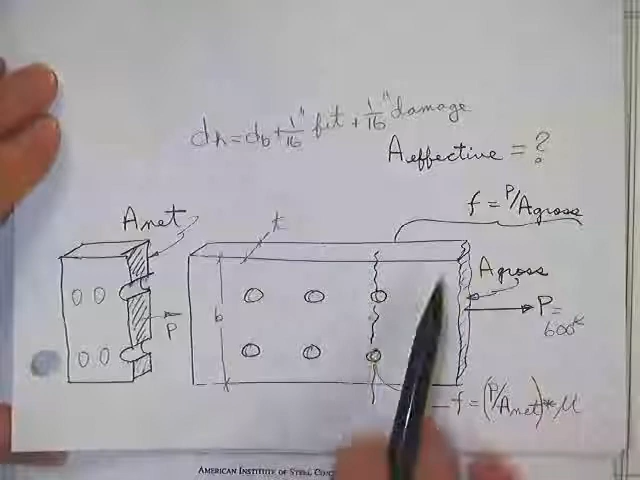 dh = db + 1/16" fit + 1/16" damage
Aeffective = ?
f = P/Agross
Anet
t
Agross
P
b
P = 600k
f = (P/Anet) * μ
AMERICAN INSTITUTE OF STEEL